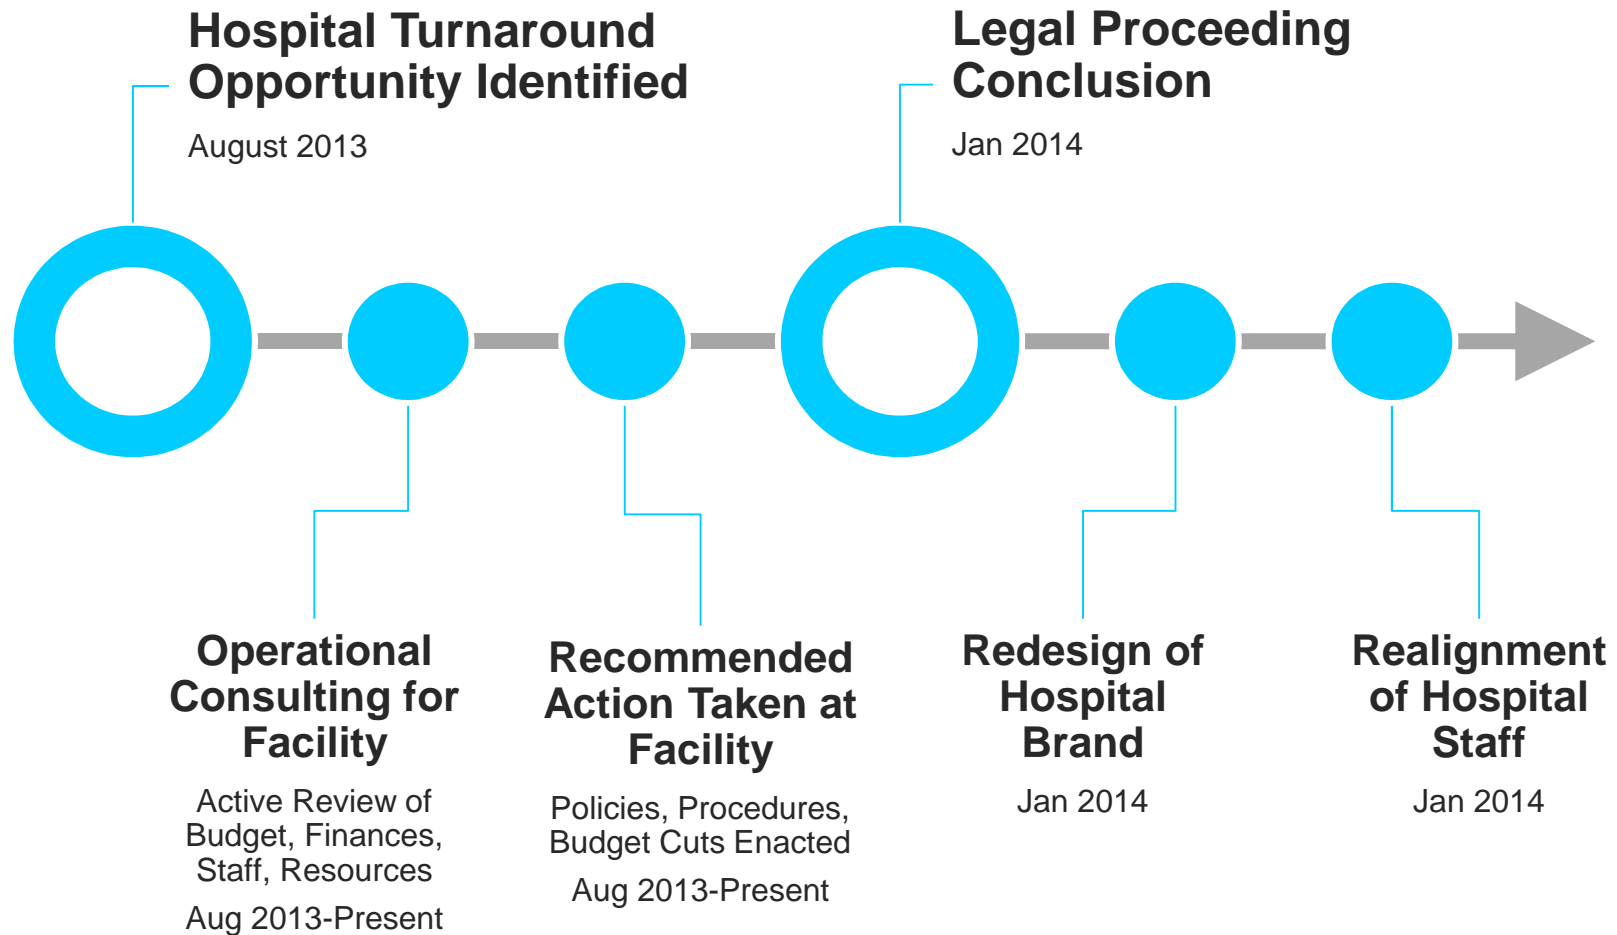 Hospital Turnaround
Opportunity Identified
August 2013
Legal Proceeding
Conclusion
Jan 2014
Operational
Consulting for
Facility
Active Review of
Budget, Finances,
Staff, Resources
Aug 2013-Present
Recommended
Action Taken at
Facility
Policies, Procedures,
Budget Cuts Enacted
Aug 2013-Present
Redesign of
Hospital
Brand
Jan 2014
Realignment
of Hospital
Staff
Jan 2014